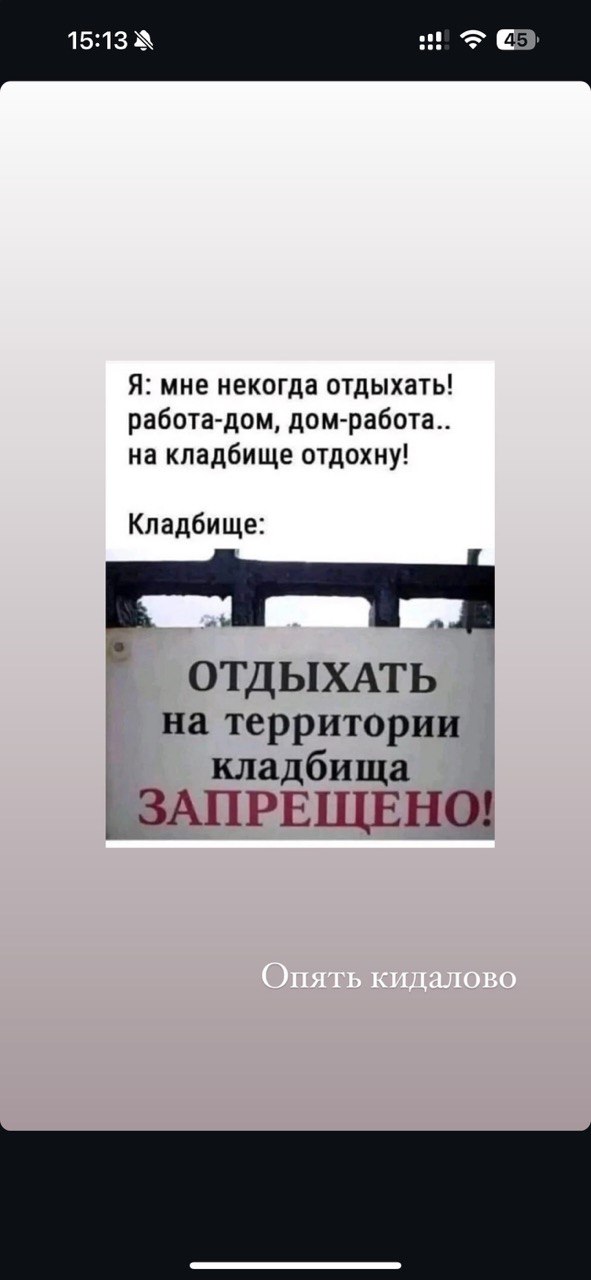 15:13
45
Я: мне некогда отдыхать!
работа-дом, дом-работа..
на кладбище отдохну!
Кладбище:
ОТДЫХАТЬ
на территории
кладбища
ЗАПРЕЩЕНО!
Опять кидалово